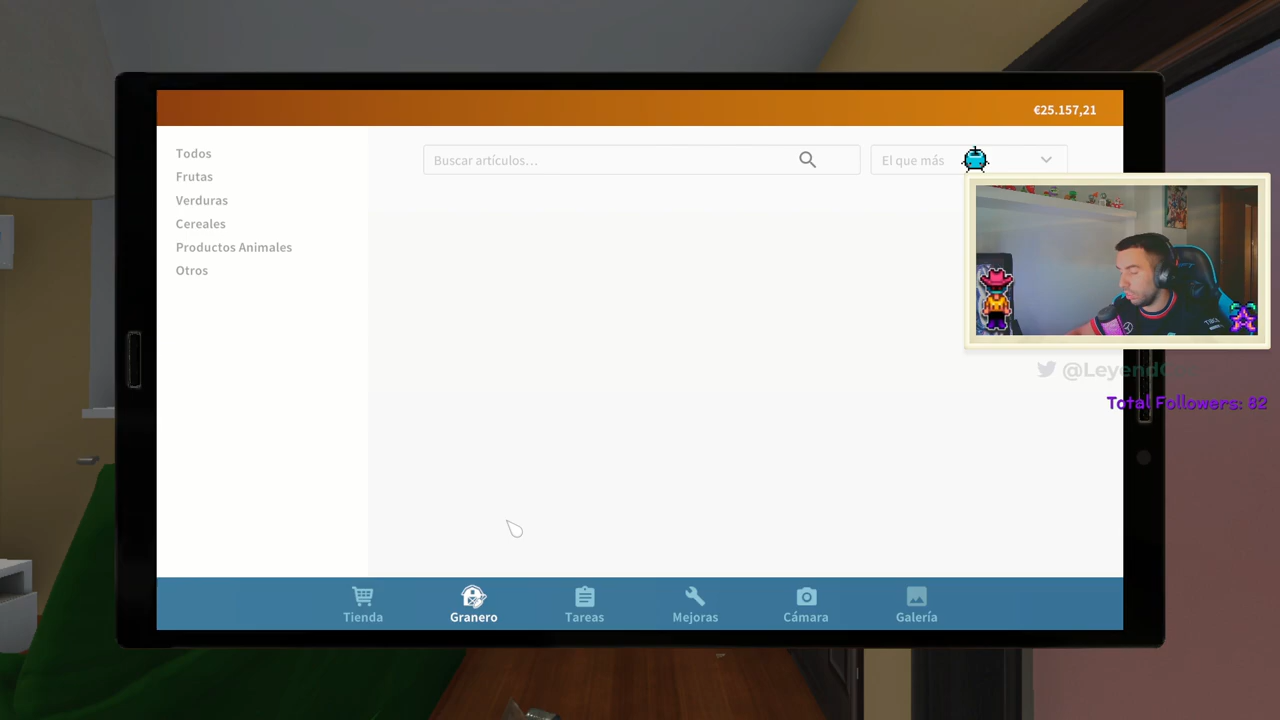 €25.157,21
Todos
Frutas
Verduras
Cereales
Productos Animales
Otros
Buscar artículos...
El que más
Total Followers: 82
Tienda
Granero
Tareas
Mejoras
Cámara
Galería